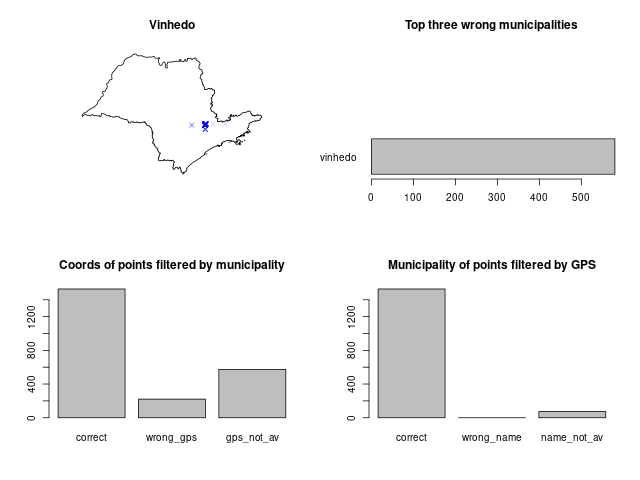 Vinhedo
Top three wrong municipalities
vinhedo
0 100 200 300 400 500
Coords of points filtered by municipality
0 400 800 1200
correct wrong_gps gps_not_av
Municipality of points filtered by GPS
0 400 800 1200
correct wrong_name name_not_av